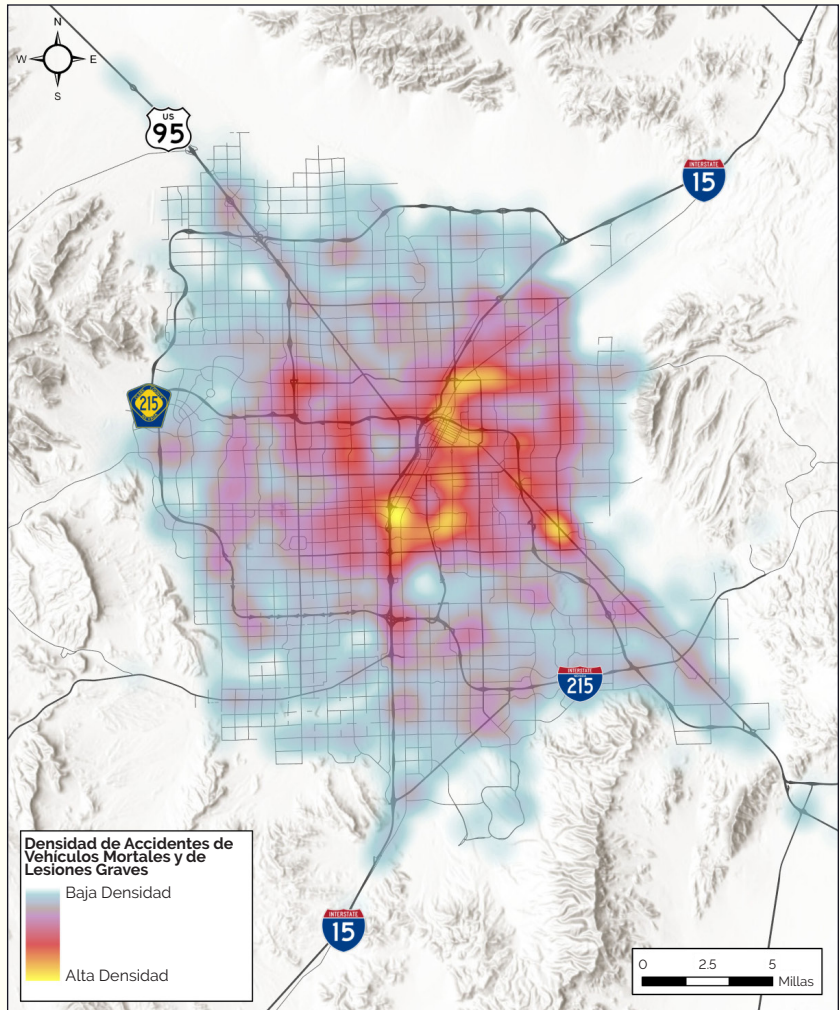 N
W E
S
US
95
INTERSTATE
15
215
INTERSTATE
215
Densidad de Accidentes de
Vehículos Mortales y de
Lesiones Graves
Baja Densidad
Alta Densidad
INTERSTATE
15
0 2.5 5
Millas